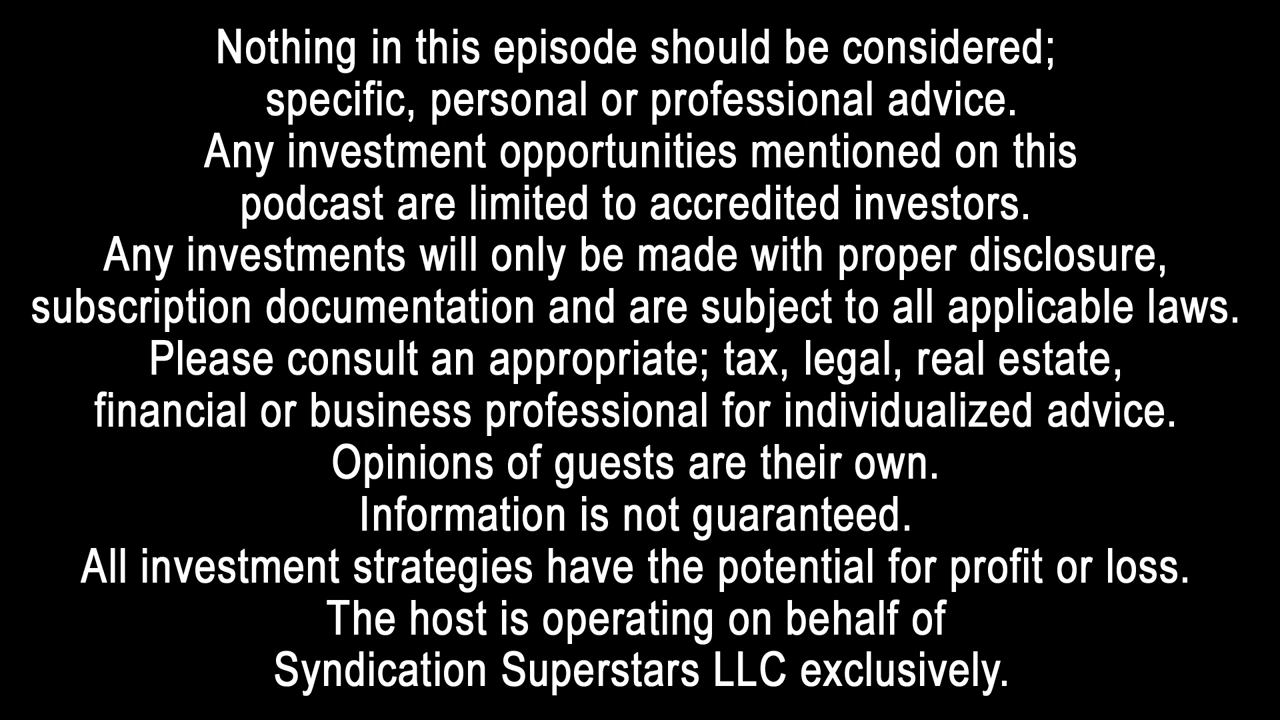 Nothing in this episode should be considered;
specific, personal or professional advice.
Any investment opportunities mentioned on this
podcast are limited to accredited investors.
Any investments will only be made with proper disclosure,
subscription documentation and are subject to all applicable laws.
Please consult an appropriate; tax, legal, real estate,
financial or business professional for individualized advice.
Opinions of guests are their own.
Information is not guaranteed.
All investment strategies have the potential for profit or loss.
The host is operating on behalf of
Syndication Superstars LLC exclusively.